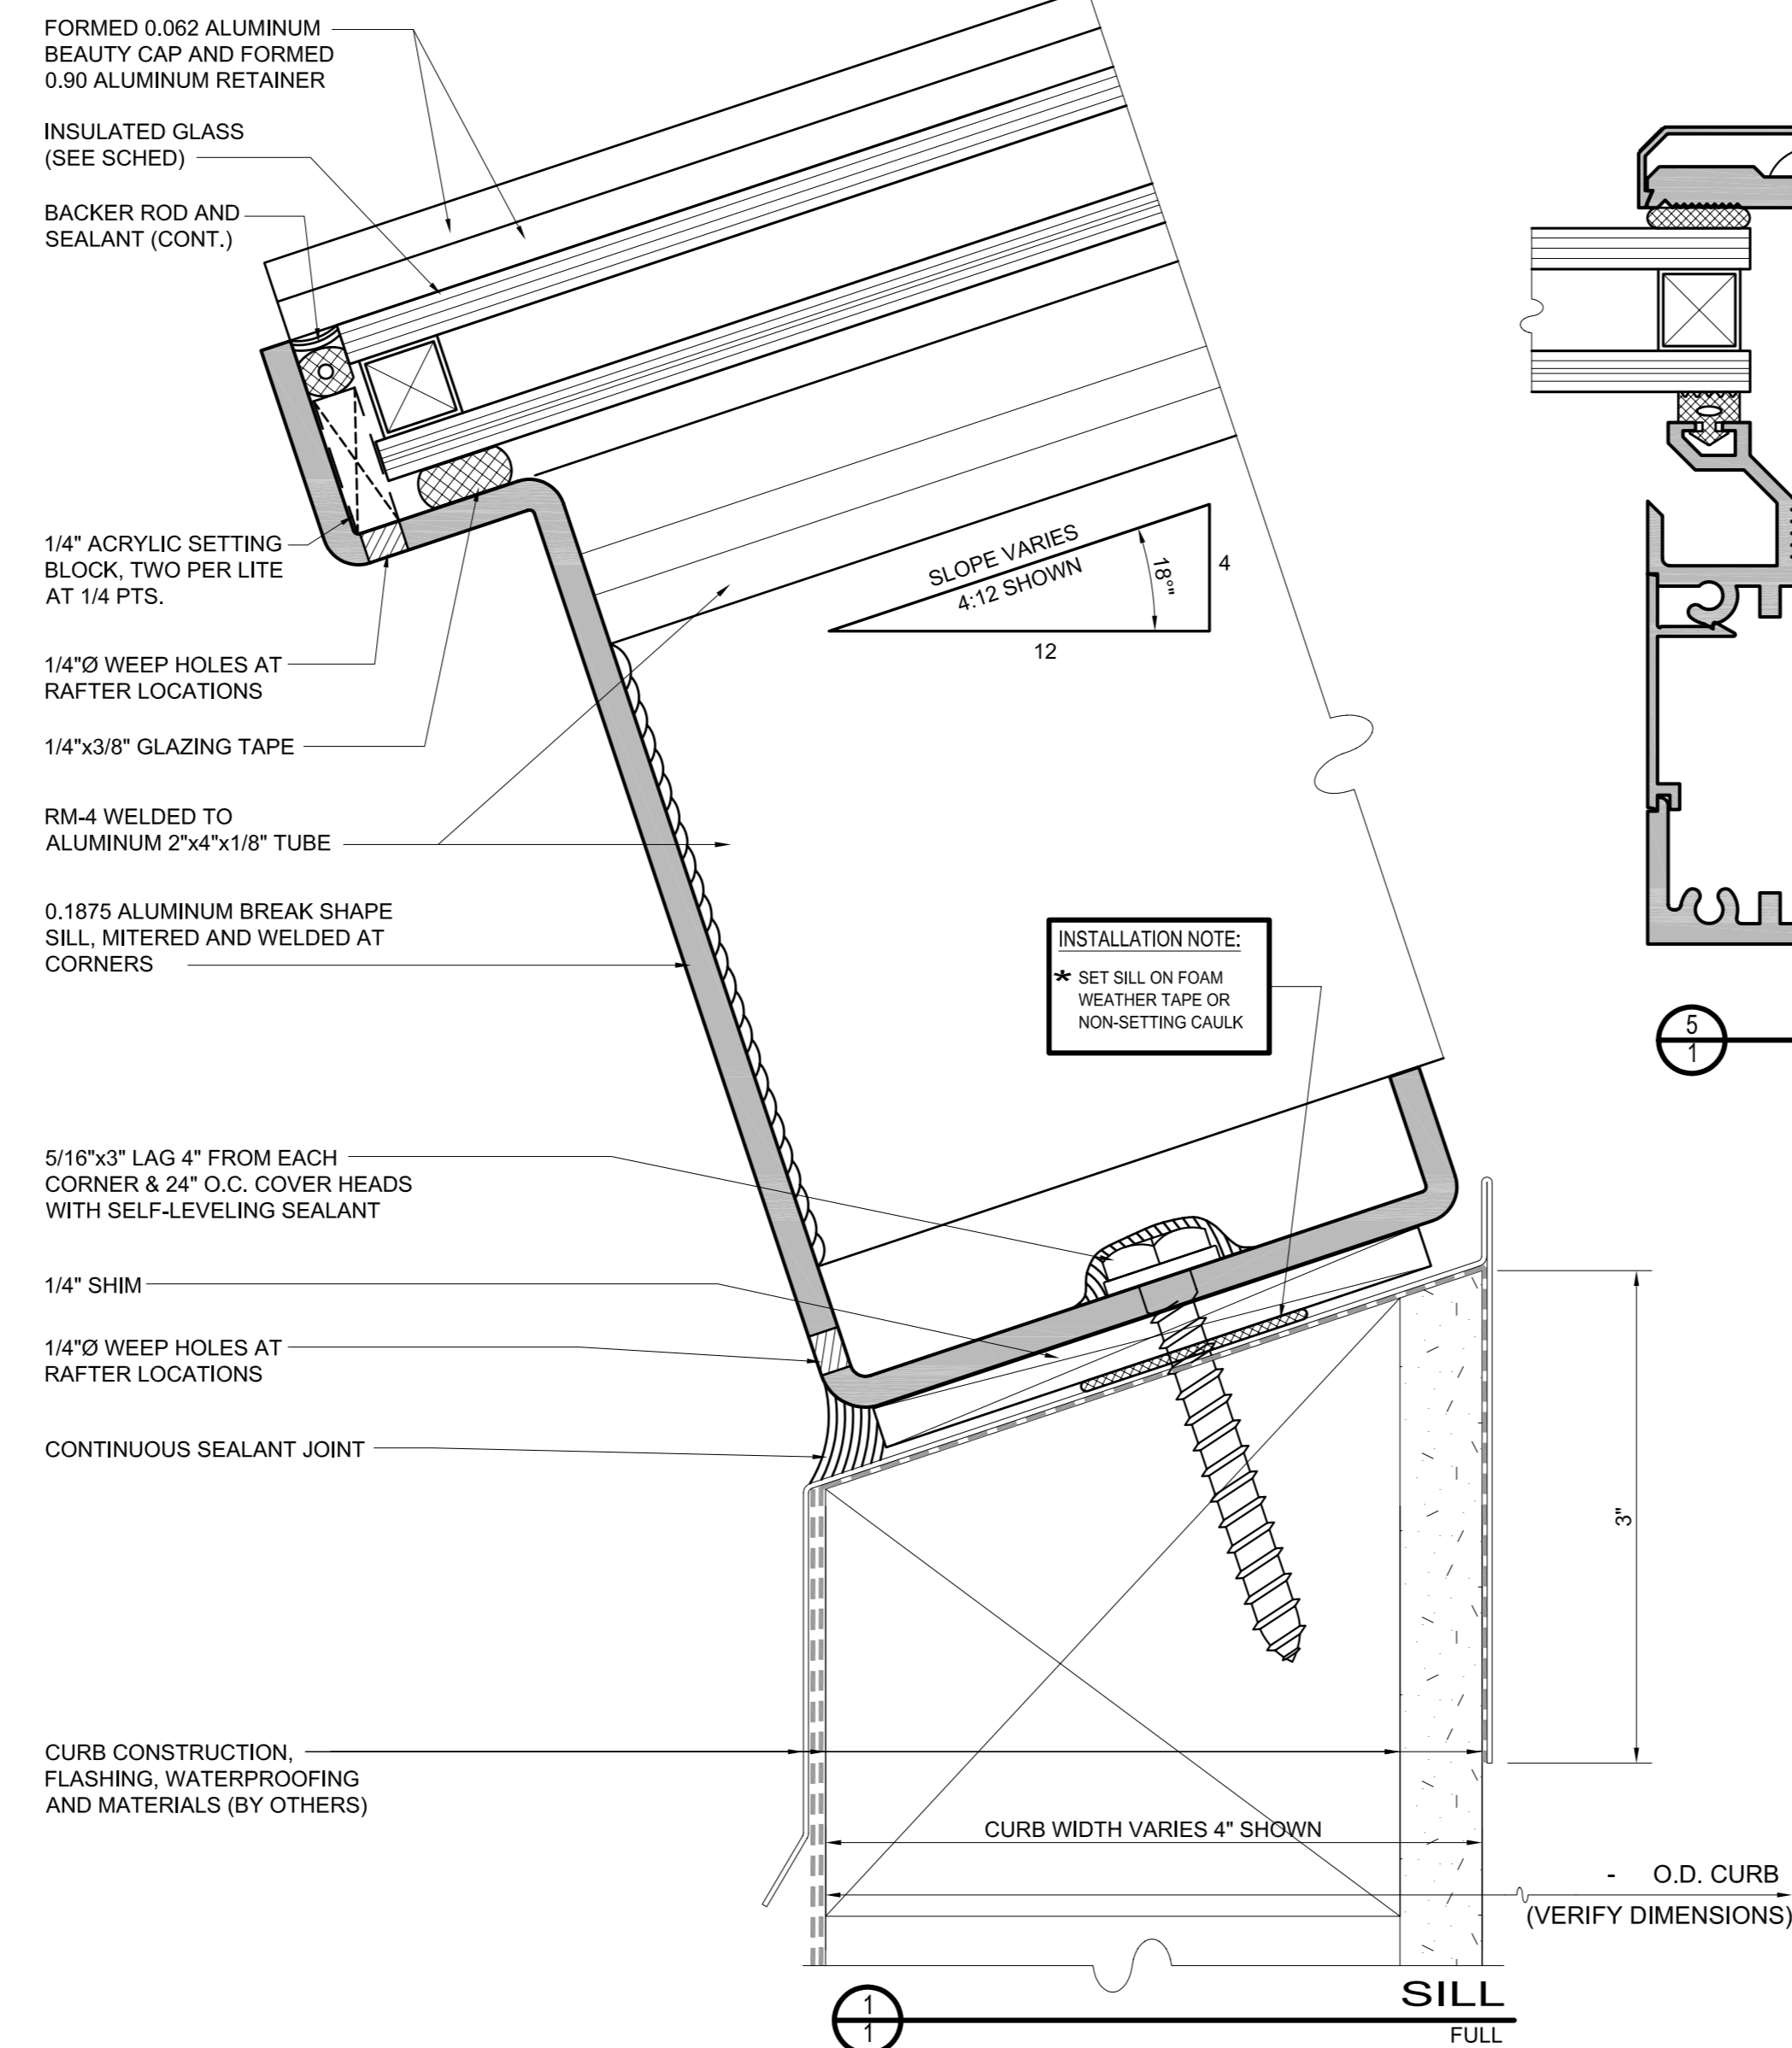 FORMED 0.062 ALUMINUM
BEAUTY CAP AND FORMED
0.90 ALUMINUM RETAINER
INSULATED GLASS
(SEE SCHED)
BACKER ROD AND
SEALANT (CONT.)
1/4" ACRYLIC SETTING
BLOCK, TWO PER LITE
AT 1/4 PTS.
1/4"Ø WEEP HOLES AT
RAFTER LOCATIONS
1/4"x3/8" GLAZING TAPE
RM-4 WELDED TO
ALUMINUM 2"x4"x1/8" TUBE
0.1875 ALUMINUM BREAK SHAPE
SILL, MITERED AND WELDED AT
CORNERS
5/16"x3" LAG 4" FROM EACH
CORNER & 24" O.C. COVER HEADS
WITH SELF-LEVELING SEALANT
1/4" SHIM
1/4"Ø WEEP HOLES AT
RAFTER LOCATIONS
CONTINUOUS SEALANT JOINT
CURB CONSTRUCTION,
FLASHING, WATERPROOFING
AND MATERIALS (BY OTHERS)
SLOPE VARIES
4:12 SHOWN
18°"
4
12
INSTALLATION NOTE:
* SET SILL ON FOAM
WEATHER TAPE OR
NON-SETTING CAULK
5
1
3"
CURB WIDTH VARIES 4" SHOWN
- O.D. CURB
(VERIFY DIMENSIONS)
1
1
SILL
FULL